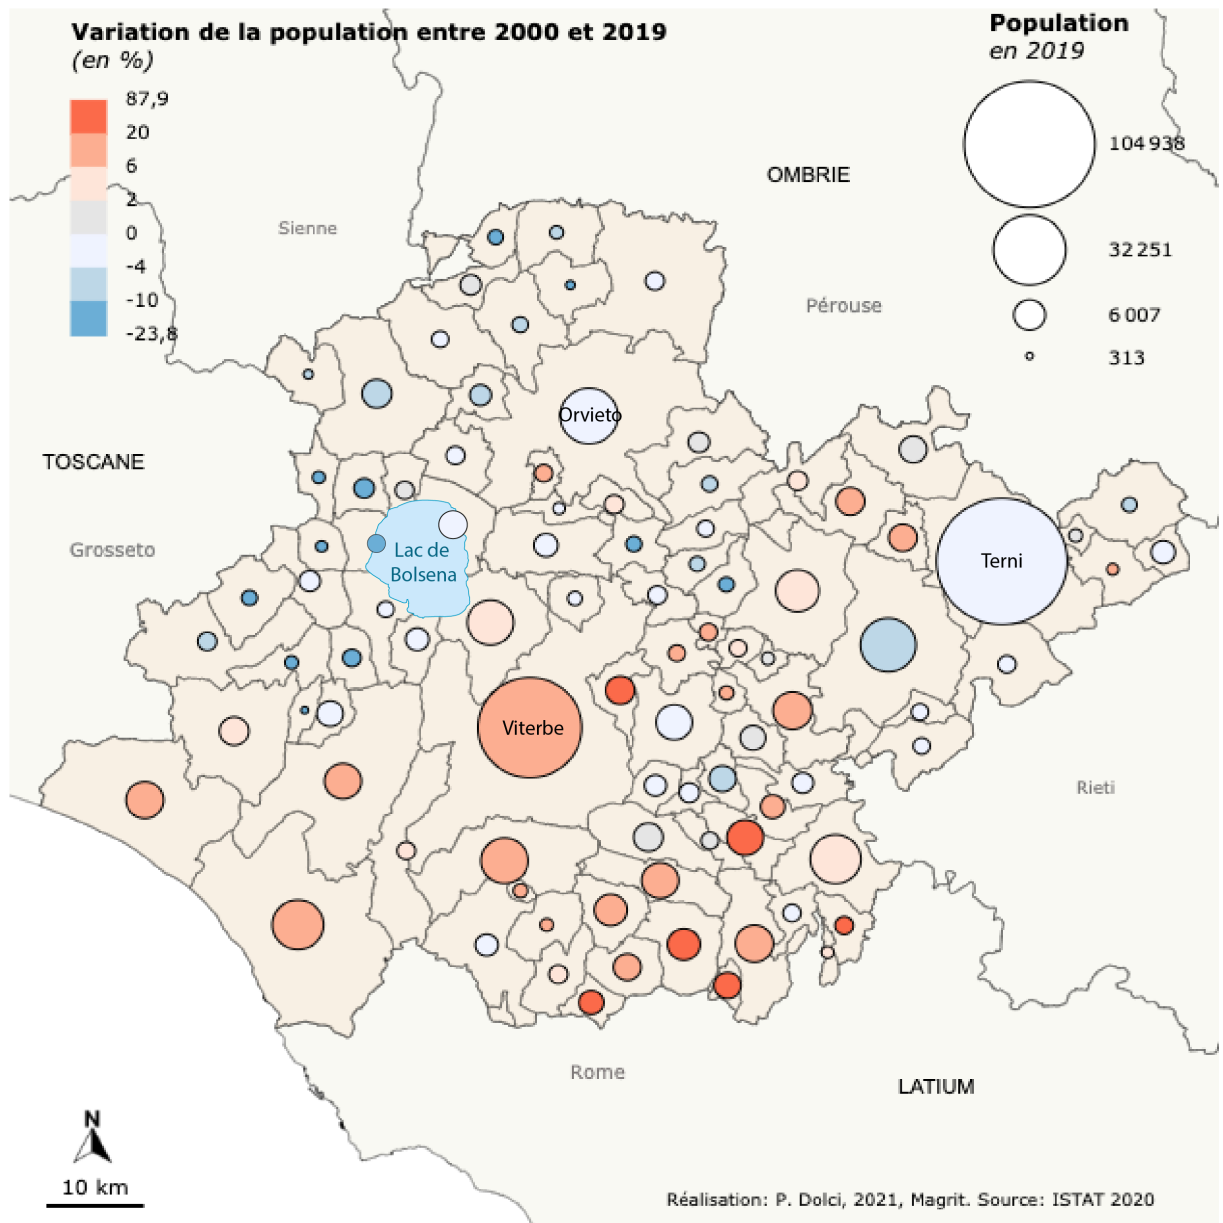 Variation de la population entre 2000 et 2019
(en %)
87,9
20
6
2
0
-4
-10
-23,8
Population
en 2019
104 938
32 251
6 007
313
OMBRIE
Sienne
Pérouse
Orvieto
TOSCANE
Grosseto
Lac de
Bolsena
Terni
Viterbe
Rieti
Rome
LATIUM
N
10 km
Réalisation: P. Dolci, 2021, Magrit. Source: ISTAT 2020